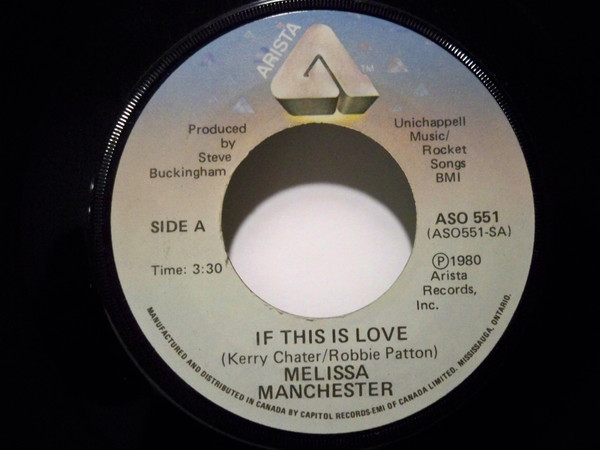 ARISTA
TM
Produced
by
Steve
Buckingham
Unichappell
Music/
Rocket
Songs
BMI
SIDE A
ASO 551
(ASO551-SA)
Time: 3:30
Ⓟ1980
Arista
Records,
Inc.
IF THIS IS LOVE
(Kerry Chater/Robbie Patton)
MELISSA
MANCHESTER
MANUFACTURED AND DISTRIBUTED IN CANADA BY CAPITOL RECORDS-EMI OF CANADA LIMITED. MISSISSAUGA, ONTARIO.